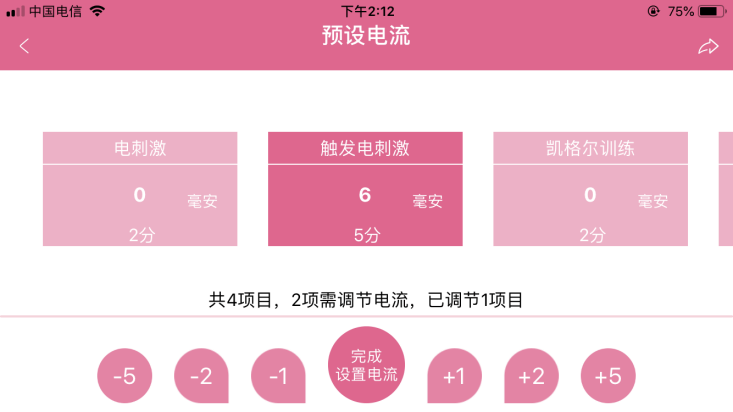 中国电信 下午2:12 75%
预设电流
电刺激 触发电刺激 凯格尔训练
0 毫安 6 毫安 0 毫安
2分 5分 2分
共4项目，2项需调节电流，已调节1项目
完成
-5 -2 -1 设置电流 +1 +2 +5